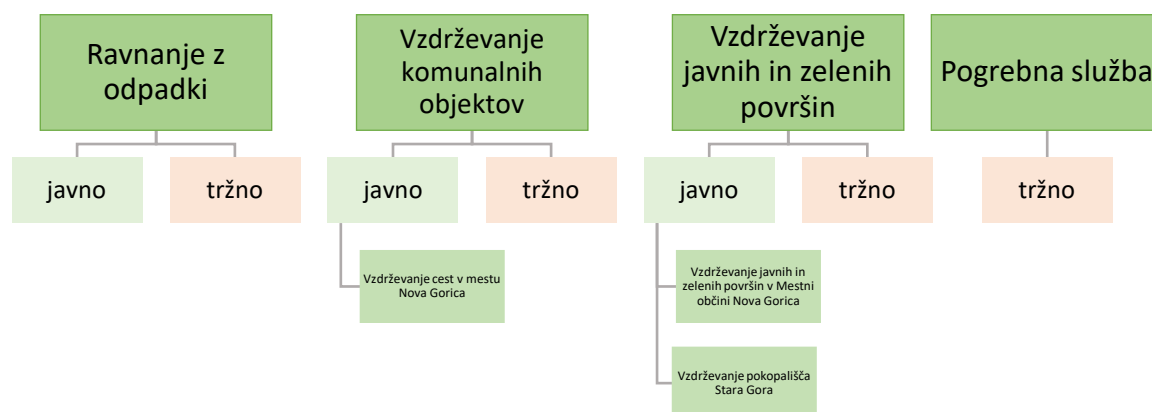 Ravnanje z
odpadki
javno
tržno
Vzdrževanje
komunalnih
objektov
javno
tržno
Vzdrževanje cest v mestu
Nova Gorica
Vzdrževanje
javnih in zelenih
površin
javno
tržno
Vzdrževanje javnih in
zelenih površin v Mestni
občini Nova Gorica
Vzdrževanje pokopališča
Stara Gora
Pogrebna služba
tržno